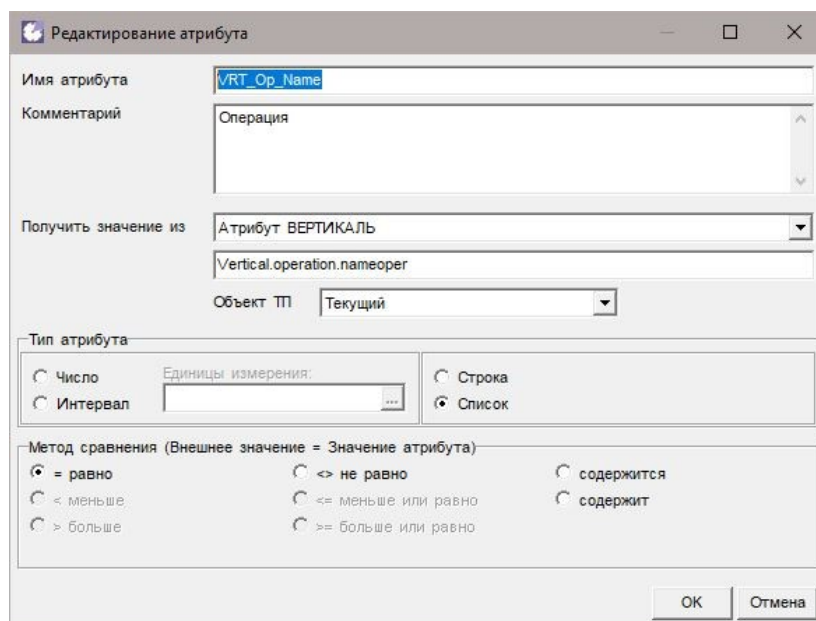 Редактирование атрибута
Имя атрибута VRT_Op_Name
Комментарий Операция
Получить значение из Атрибут ВЕРТИКАЛЬ
Vertical.operation.nameoper
Объект ТП Текущий
Тип атрибута
Число Единицы измерения: Строка
Интервал ... Список
Метод сравнения (Внешнее значение = Значение атрибута)
= равно <> не равно содержится
< меньше <= меньше или равно содержит
> больше >= больше или равно
OK Отмена